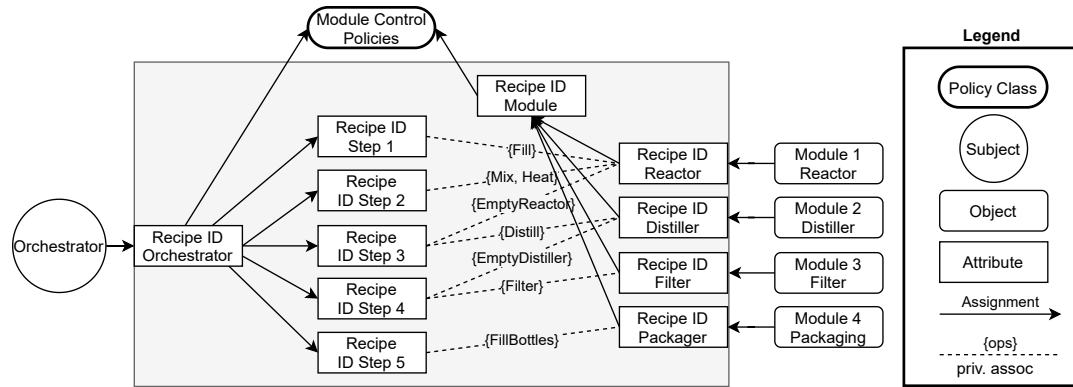 Module Control
Policies
Legend
Policy Class
Subject
Object
Attribute
Assignment
{ops}
priv. assoc
Recipe ID
Module
Recipe ID
Step 1
Recipe
ID Step 2
Recipe
ID Step 3
Recipe
ID Step 4
Recipe
ID Step 5
{Fill}
{Mix, Heat}
{EmptyReactor}
{Distill}
{EmptyDistiller}
{Filter}
{FillBottles}
Recipe ID
Reactor
Recipe ID
Distiller
Recipe ID
Filter
Recipe ID
Packager
Module 1
Reactor
Module 2
Distiller
Module 3
Filter
Module 4
Packaging
Orchestrator
Recipe ID
Orchestrator